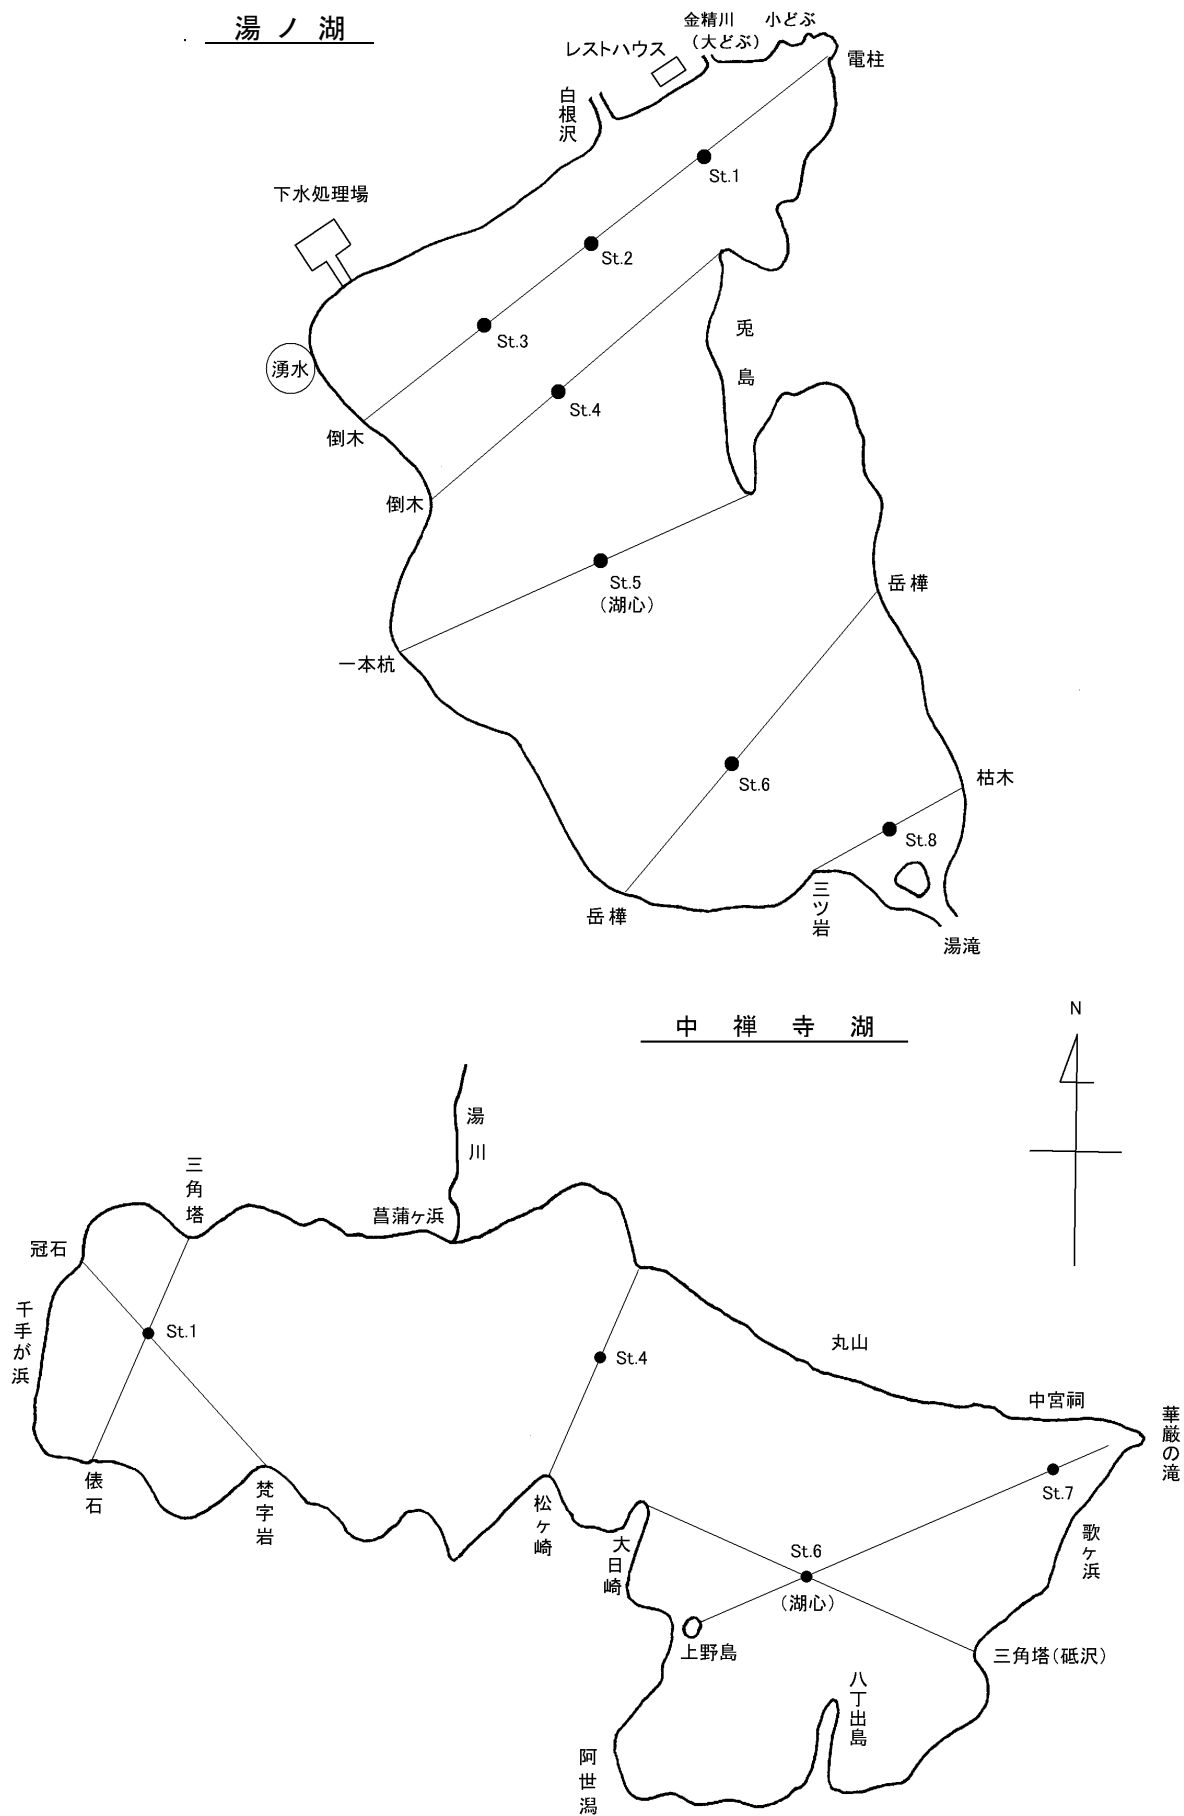 湯ノ湖
金精川
(大どぶ)
小どぶ
レストハウス
電柱
白根沢
St.1
下水処理場
St.2
St.3
兎島
湧水
St.4
倒木
倒木
St.5
(湖心)
岳樺
一本杭
St.6
枯木
St.8
三ツ岩
岳樺
湯滝
中禅寺湖
N
湯川
三角塔
菖蒲ヶ浜
冠石
千手が浜
St.1
丸山
St.4
中宮祠
華厳の滝
俵石
梵字岩
松ヶ崎
St.7
大日崎
歌ヶ浜
St.6
(湖心)
上野島
三角塔(砥沢)
八丁出島
阿世潟